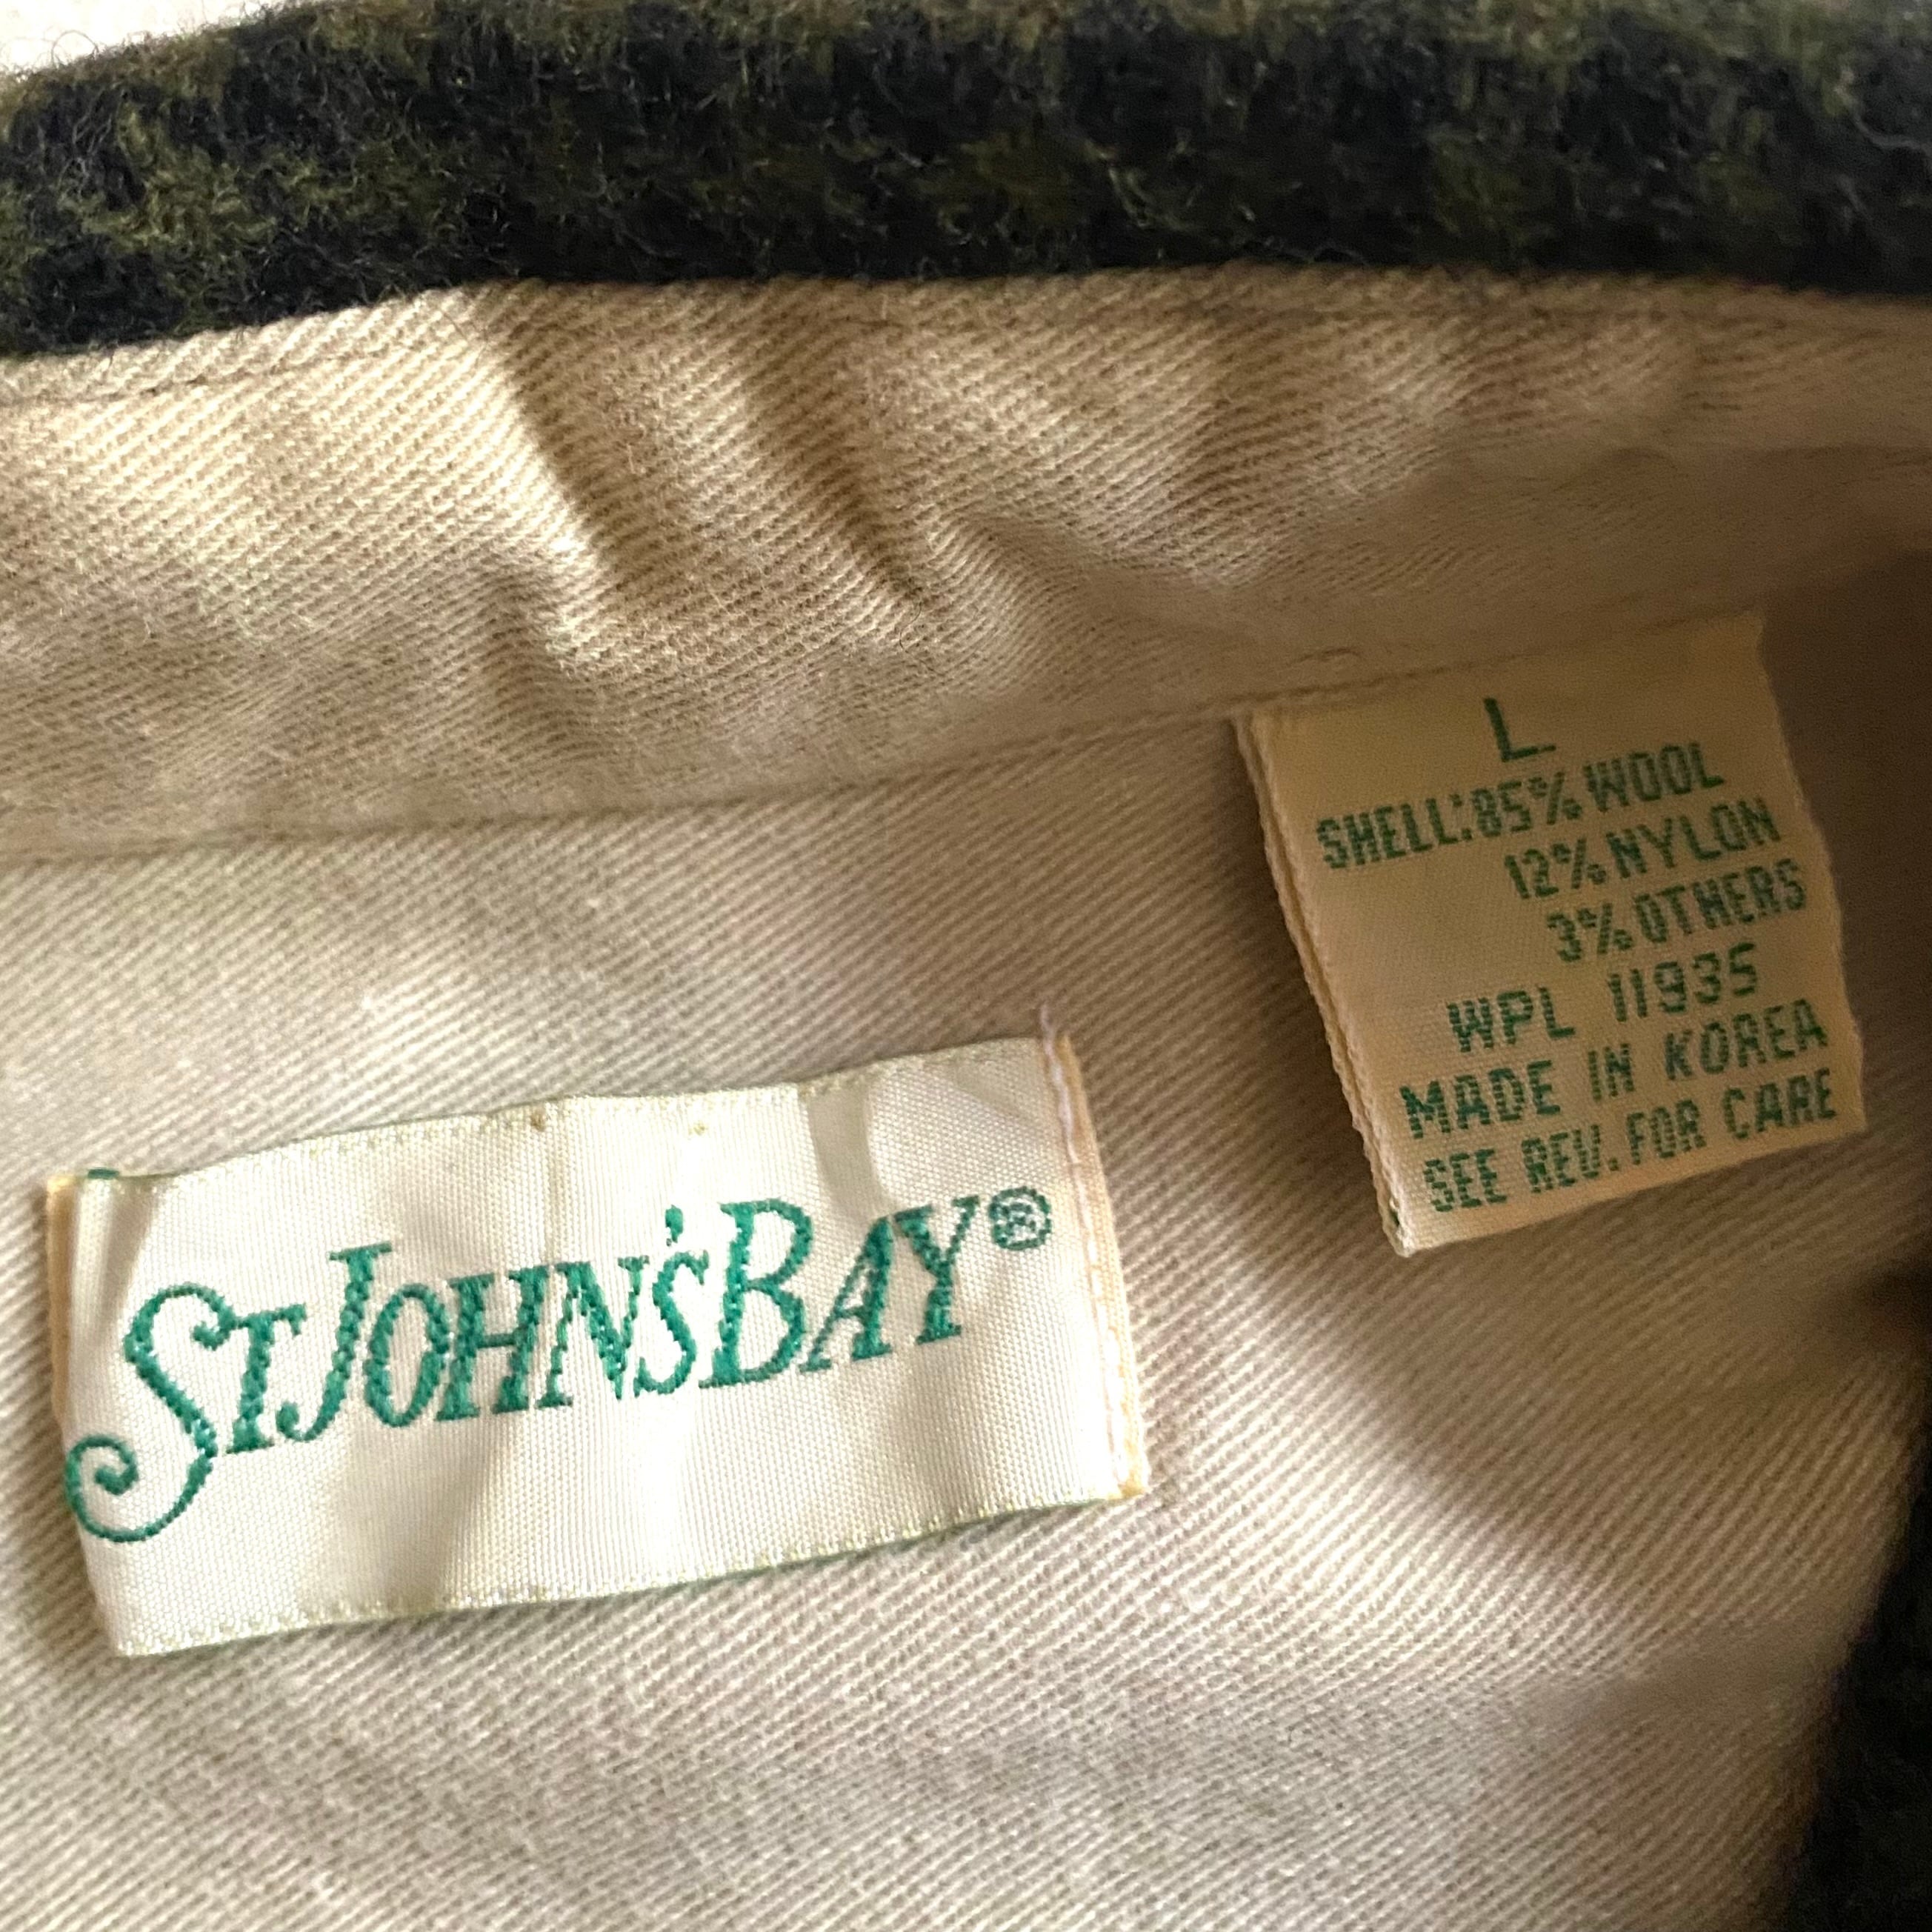 L
SHELL:85% WOOL
12% NYLON
3% OTHERS
WPL 11935
MADE IN KOREA
SEE REV. FOR CARE
ST JOHN'S BAY®